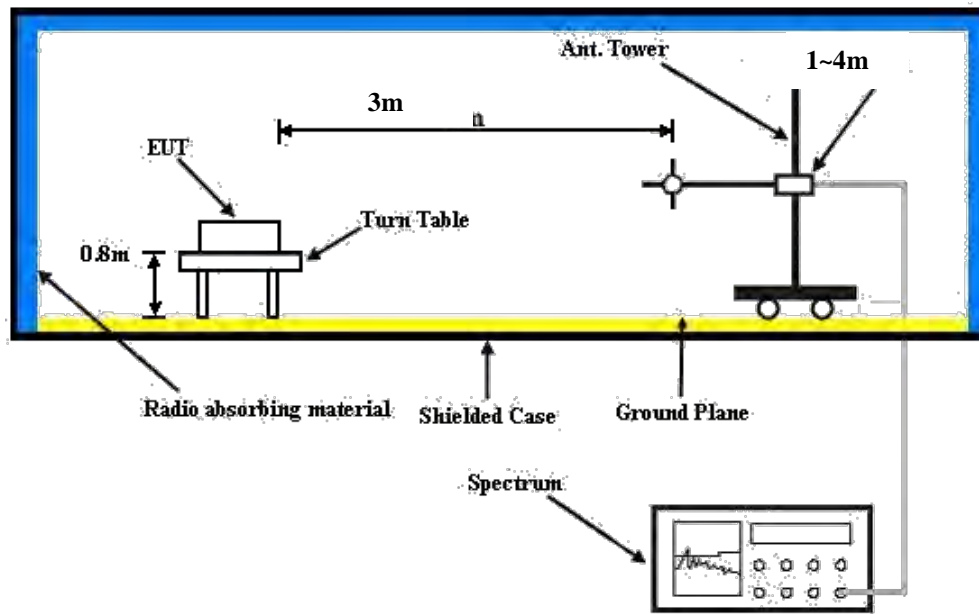 Ant. Tower
1~4m
3m
n
EUT
Turn Table
0.8m
Radio absorbing material
Shielded Case
Ground Plane
Spectrum